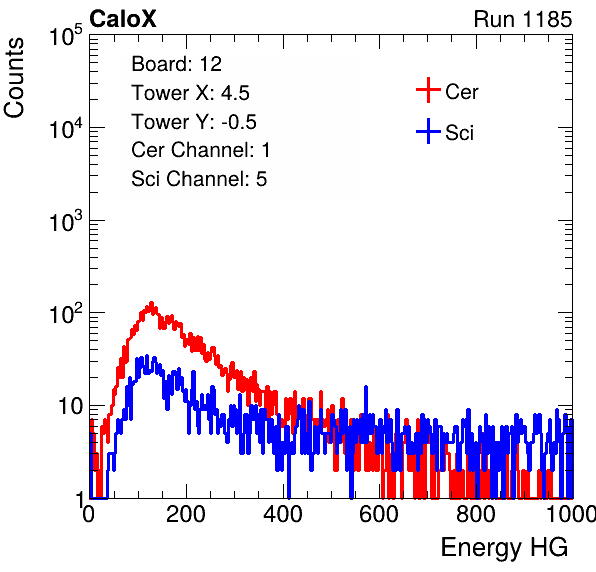 CaloX Run 1185
Counts
10^5
10^4
10^3
10^2
10
1
Board: 12
Tower X: 4.5
Tower Y: -0.5
Cer Channel: 1
Sci Channel: 5
Cer
Sci
0 200 400 600 800 1000
Energy HG